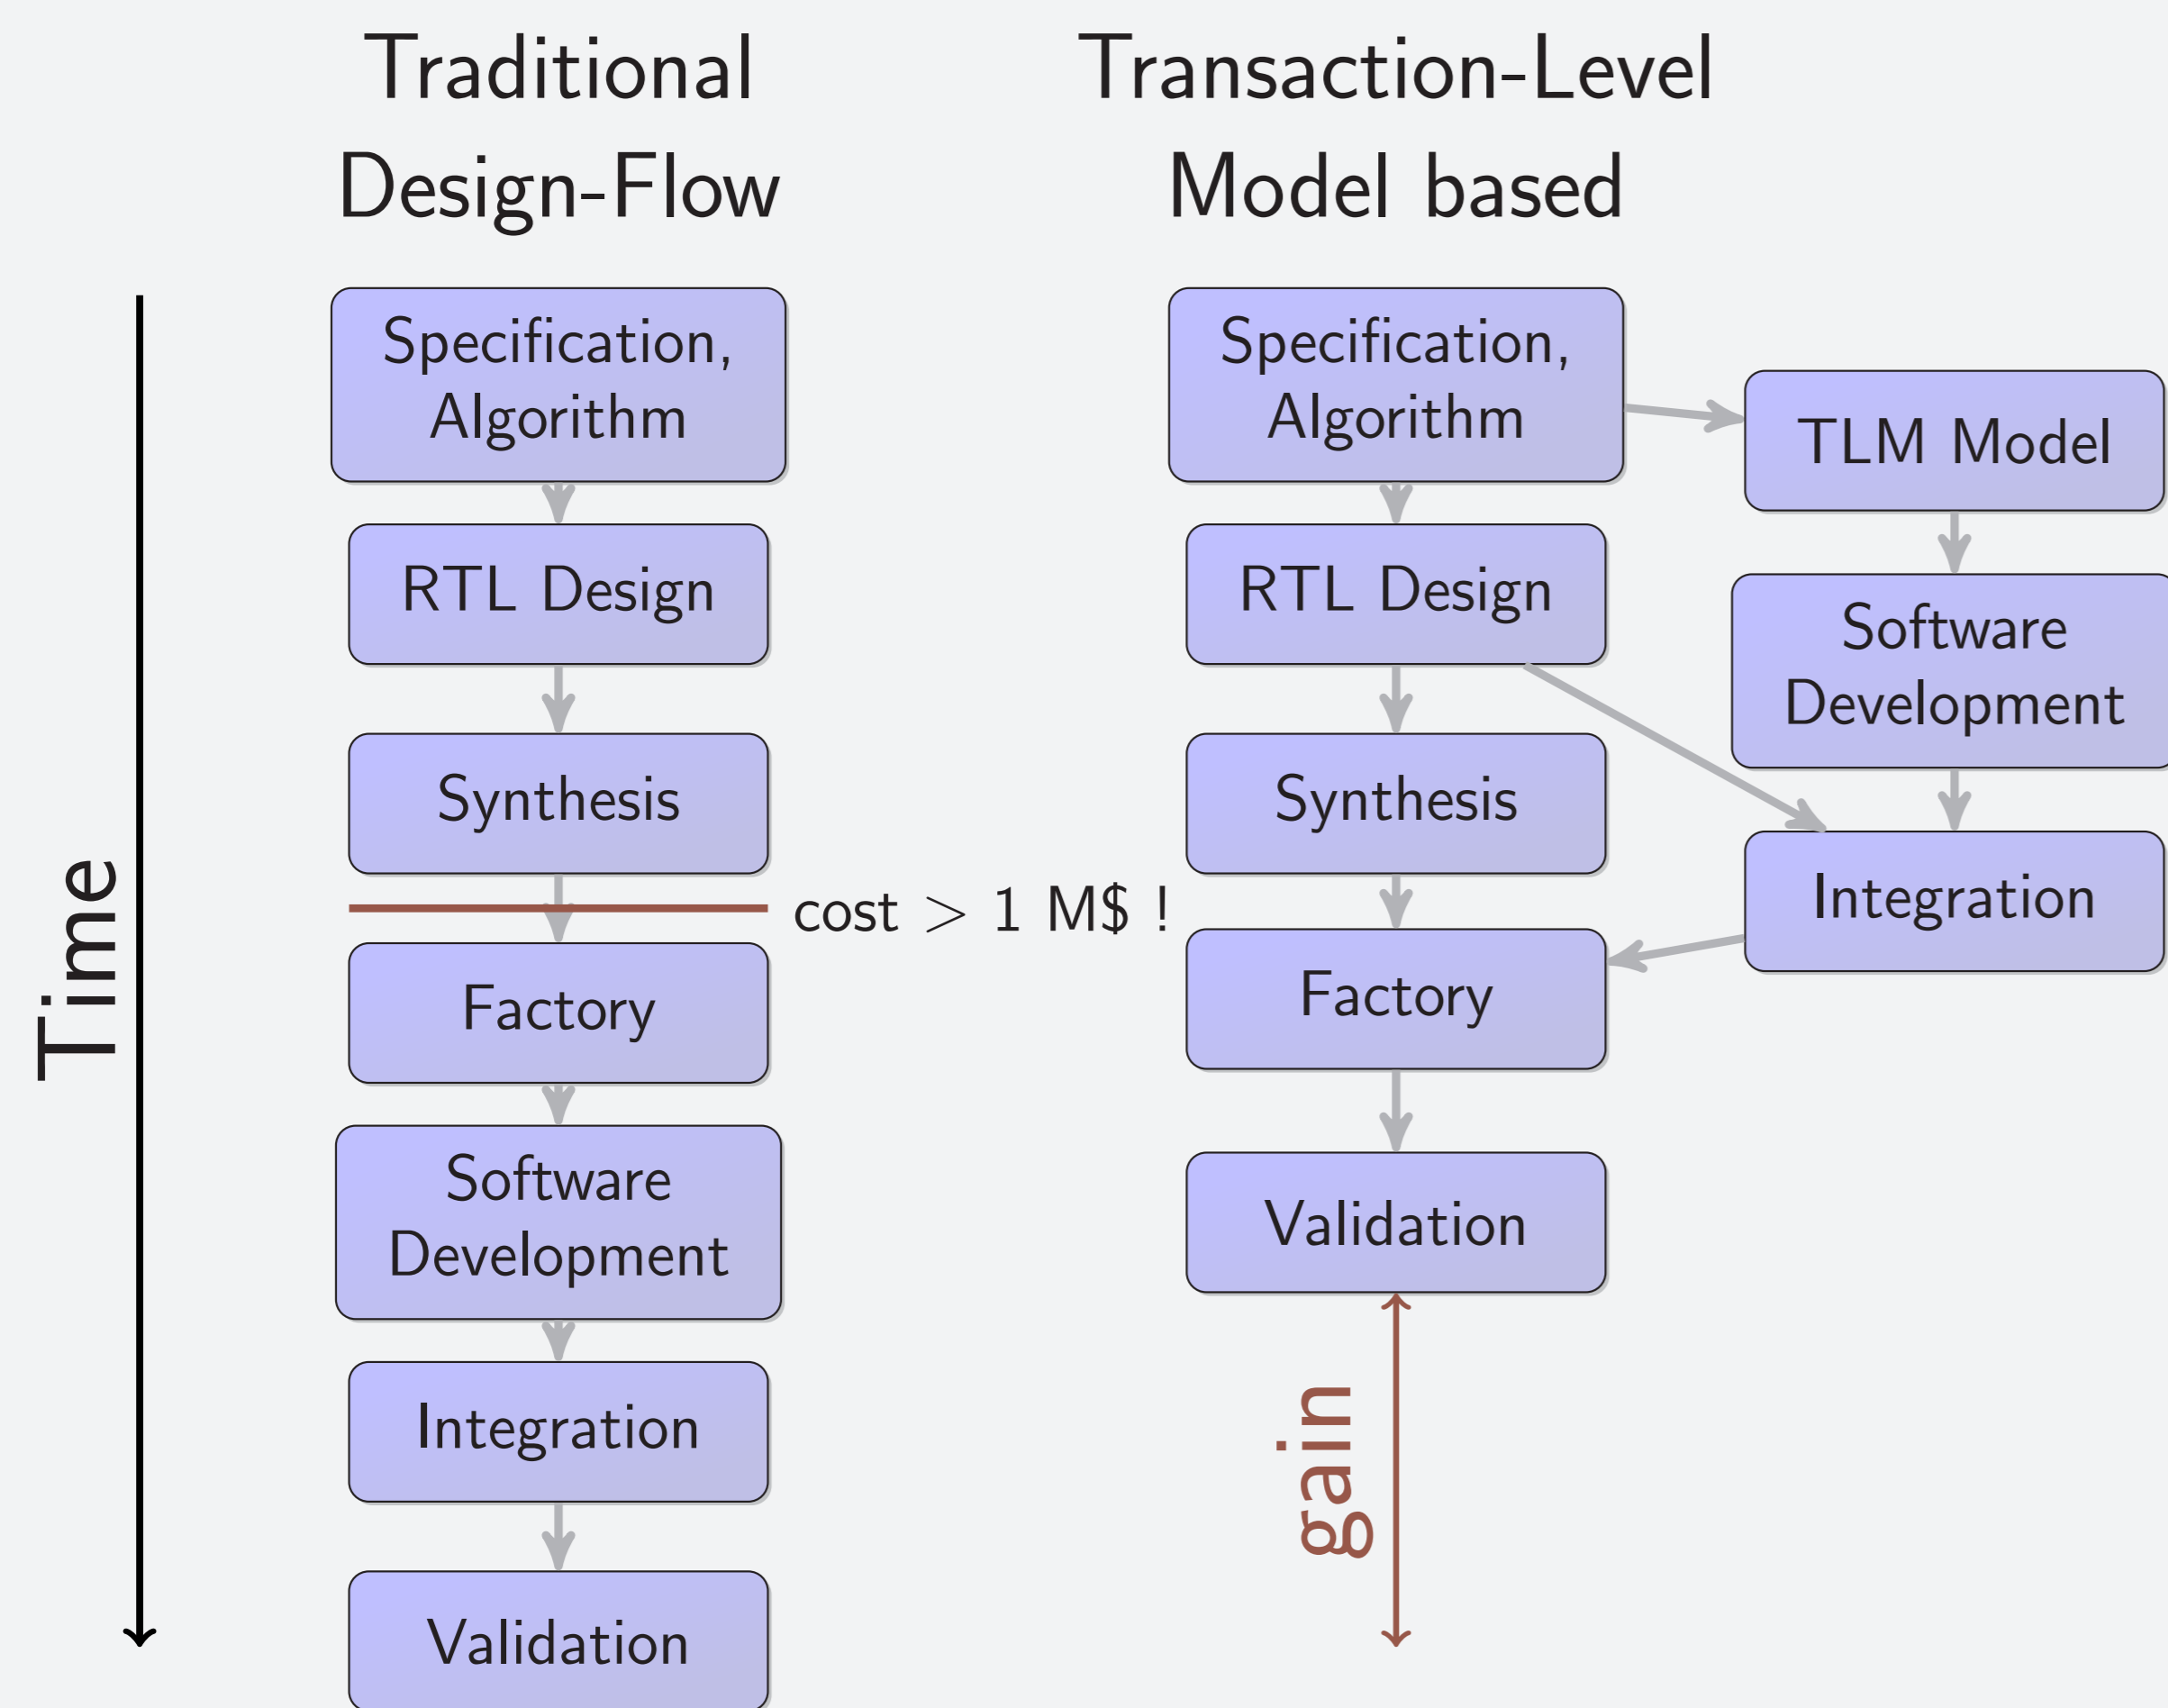 Traditional
Design-Flow
Transaction-Level
Model based
Time
Specification,
Algorithm
RTL Design
Synthesis
cost > 1 M$ !
Factory
Software
Development
Integration
Validation
Specification,
Algorithm
RTL Design
Synthesis
Factory
Validation
gain
TLM Model
Software
Development
Integration